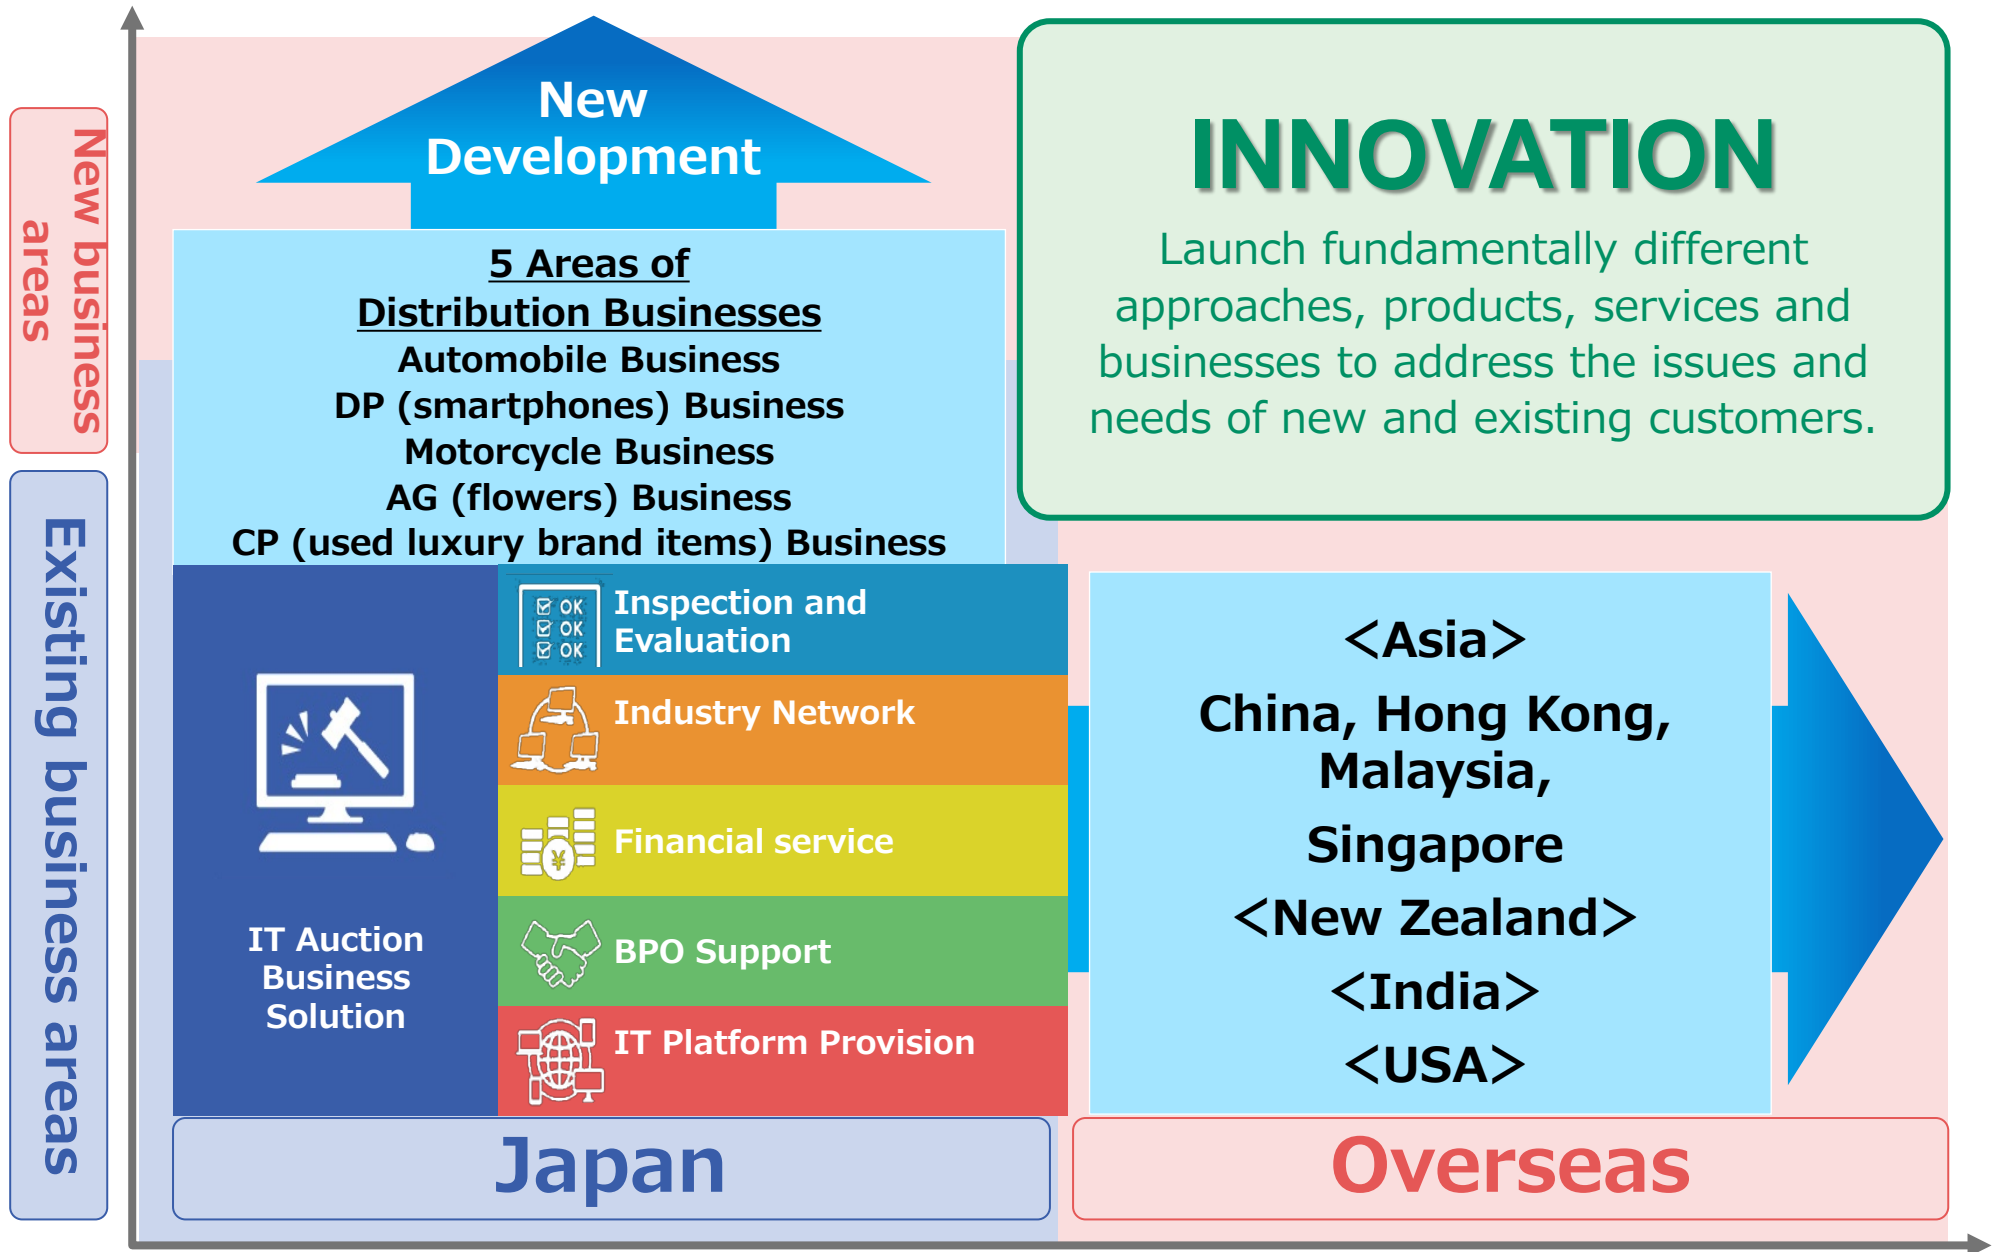 New business
areas
Existing business areas
New
Development
5 Areas of
Distribution Businesses
Automobile Business
DP (smartphones) Business
Motorcycle Business
AG (flowers) Business
CP (used luxury brand items) Business
IT Auction
Business
Solution
OK
OK
OK
Inspection and
Evaluation
Industry Network
¥
Financial service
BPO Support
IT Platform Provision
INNOVATION
Launch fundamentally different
approaches, products, services and
businesses to address the issues and
needs of new and existing customers.
<Asia>
China, Hong Kong,
Malaysia,
Singapore
<New Zealand>
<India>
<USA>
Japan
Overseas